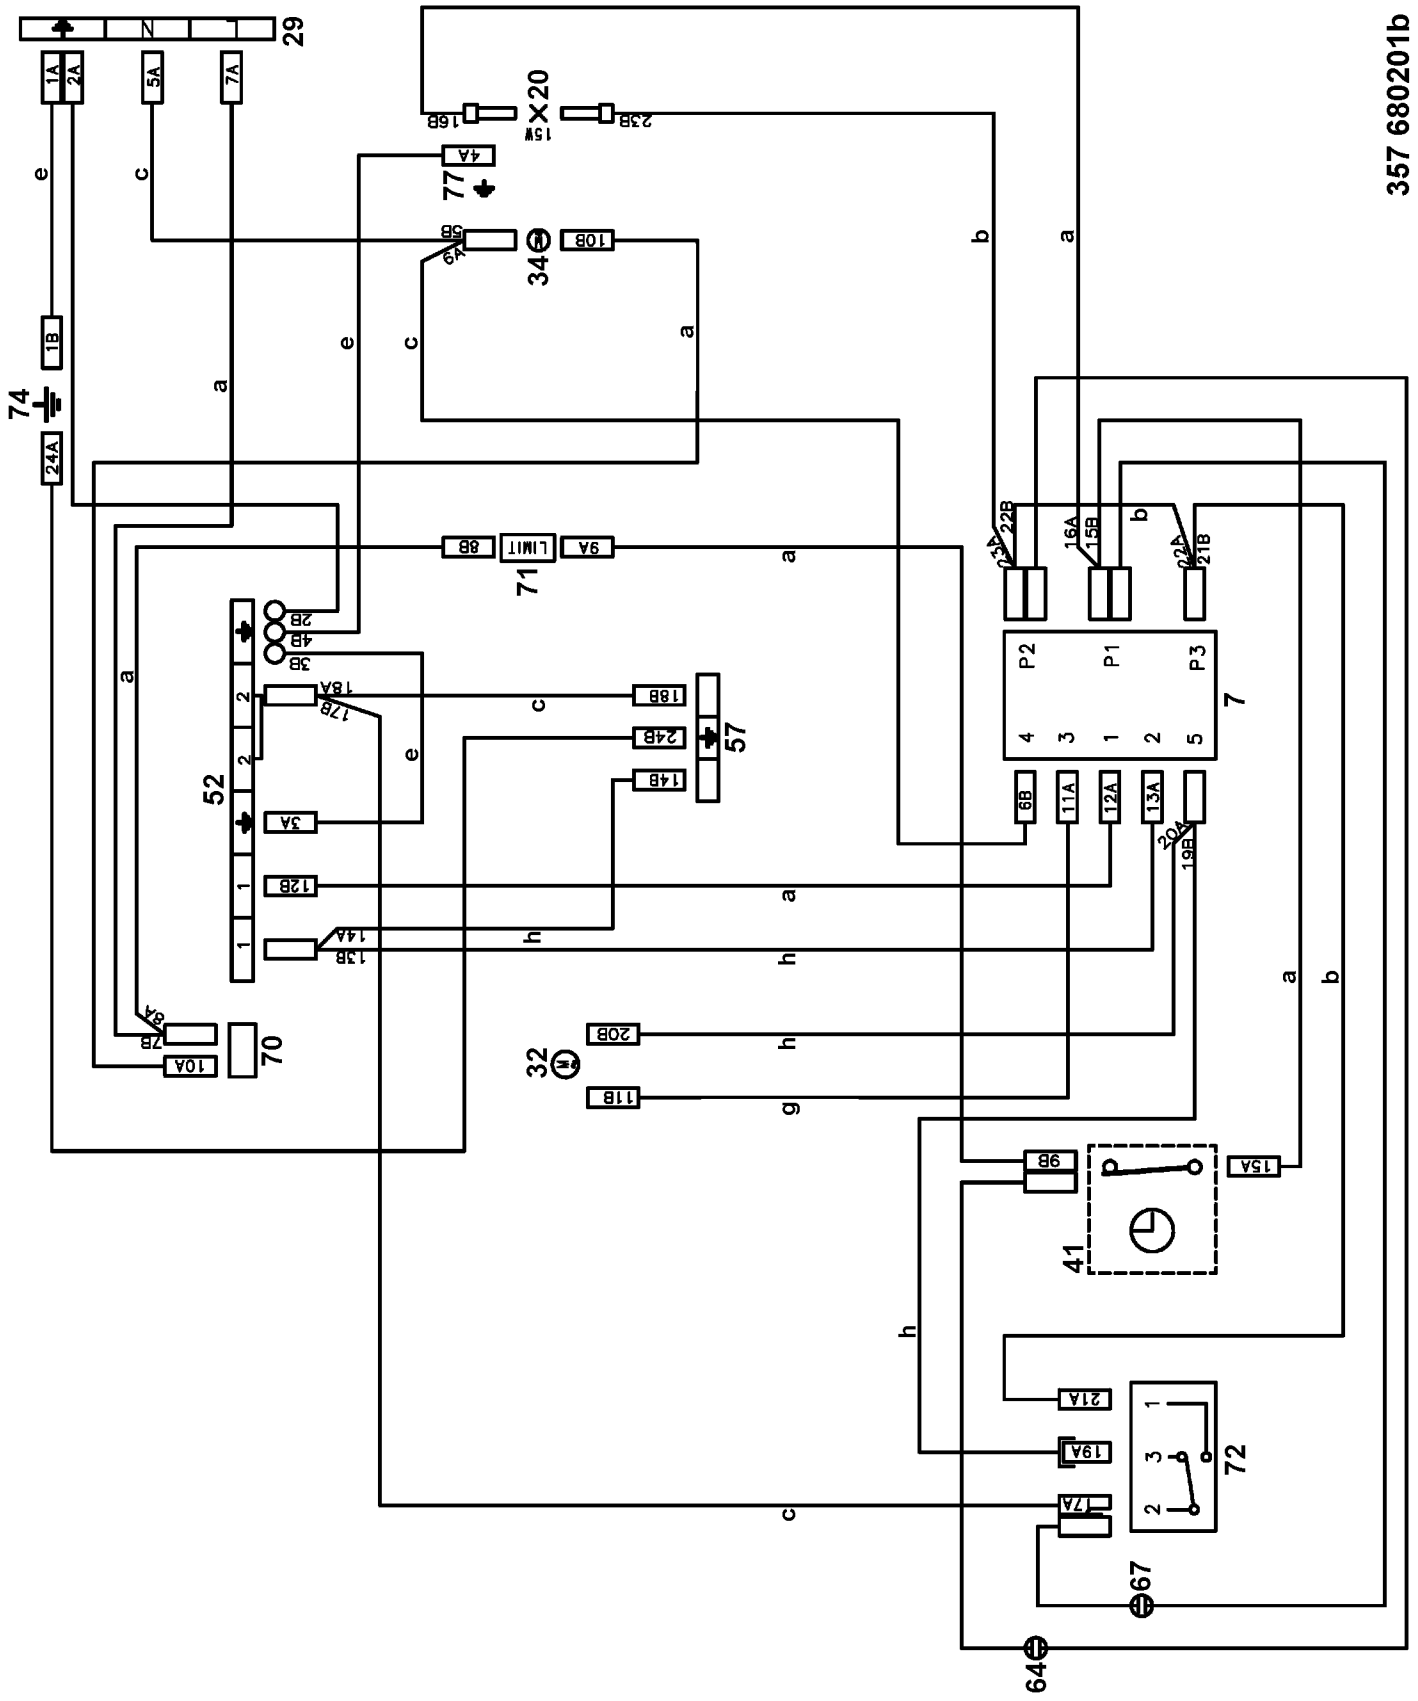 29
N
L
1A
2A
5A
7A
e
c
a
16B
X20
15W
23B
4A
77
5B
6A
34
M
10B
1B
74
24A
e
c
a
b
a
8B
LIMIT
9A
71
a
a
23A
22B
16A
15B
b
22A
21B
2B
4B
3B
52
2
2
1
1
18A
17B
c
18B
24B
14B
57
e
3A
12B
14A
13B
h
a
h
P2
P1
P3
4
3
1
2
5
7
6B
11A
12A
13A
20A
19B
8A
7B
10A
70
32
M
20B
11B
h
g
9B
41
15A
a
b
h
21A
19A
17A
c
1
3
2
72
67
64
357 680201b